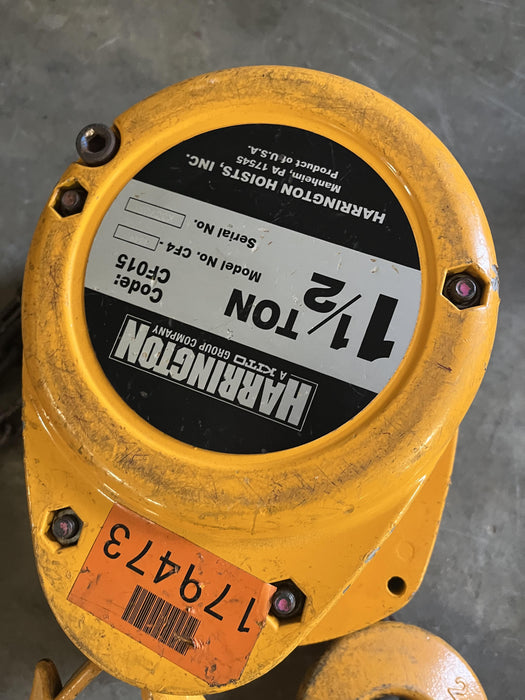 HARRINGTON
A KITO GROUP COMPANY
1 1/2 TON
Code:
CF015
Model No. CF4-
Serial No.
HARRINGTON HOISTS, INC.
Manheim, PA 17545
Product of U.S.A.
179473